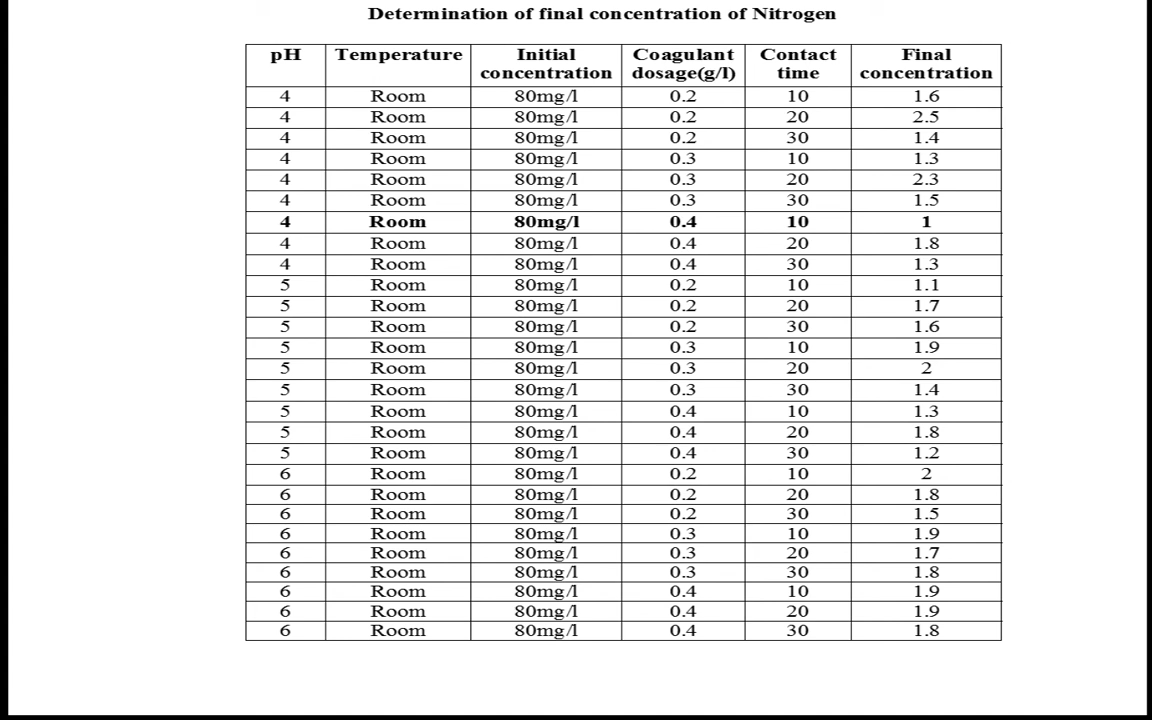 Determination of final concentration of Nitrogen
pH Temperature Initial concentration Coagulant dosage(g/l) Contact time Final concentration
4 Room 80mg/l 0.2 10 1.6
4 Room 80mg/l 0.2 20 2.5
4 Room 80mg/l 0.2 30 1.4
4 Room 80mg/l 0.3 10 1.3
4 Room 80mg/l 0.3 20 2.3
4 Room 80mg/l 0.3 30 1.5
4 Room 80mg/l 0.4 10 1
4 Room 80mg/l 0.4 20 1.8
4 Room 80mg/l 0.4 30 1.3
5 Room 80mg/l 0.2 10 1.1
5 Room 80mg/l 0.2 20 1.7
5 Room 80mg/l 0.2 30 1.6
5 Room 80mg/l 0.3 10 1.9
5 Room 80mg/l 0.3 20 2
5 Room 80mg/l 0.3 30 1.4
5 Room 80mg/l 0.4 10 1.3
5 Room 80mg/l 0.4 20 1.8
5 Room 80mg/l 0.4 30 1.2
6 Room 80mg/l 0.2 10 2
6 Room 80mg/l 0.2 20 1.8
6 Room 80mg/l 0.2 30 1.5
6 Room 80mg/l 0.3 10 1.9
6 Room 80mg/l 0.3 20 1.7
6 Room 80mg/l 0.3 30 1.8
6 Room 80mg/l 0.4 10 1.9
6 Room 80mg/l 0.4 20 1.9
6 Room 80mg/l 0.4 30 1.8